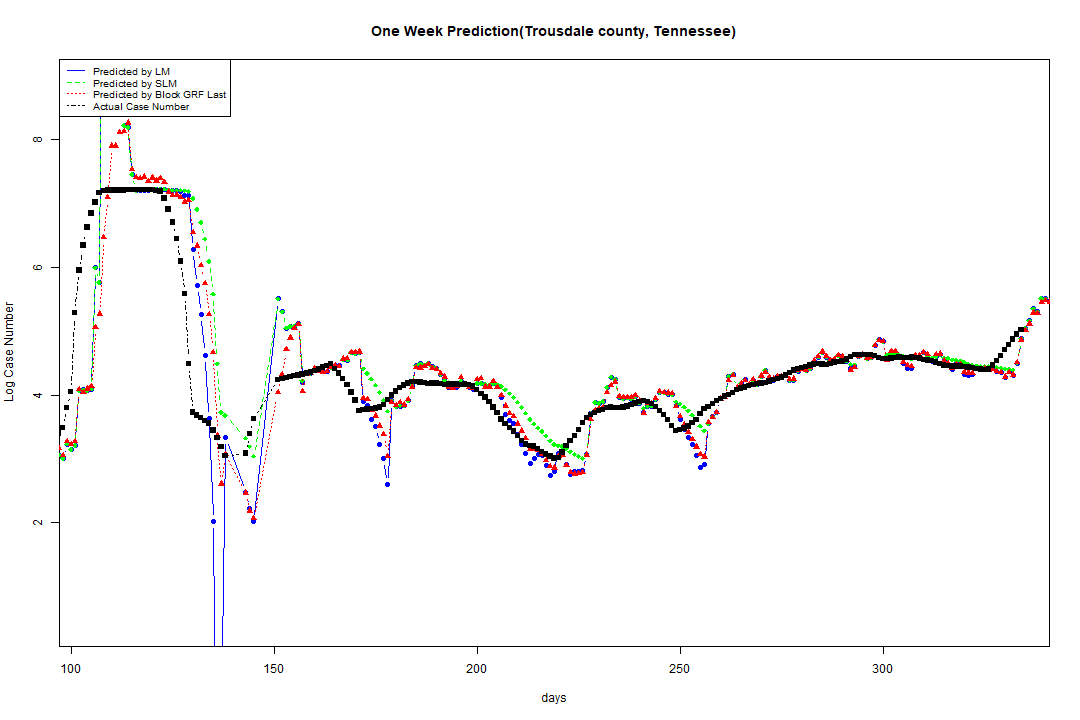 One Week Prediction(Trousdale county, Tennessee)
Predicted by LM
Predicted by SLM
Predicted by Block GRF Last
Actual Case Number
8
6
4
2
Log Case Number
100 150 200 250 300
days